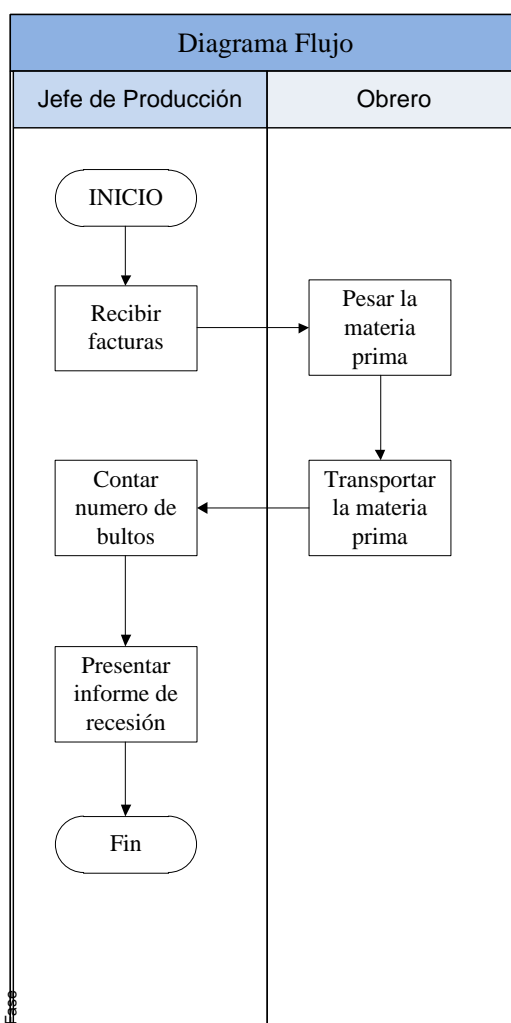 Diagrama Flujo
Jefe de Producción
Obrero
INICIO
Recibir
facturas
Pesar la
materia
prima
Transportar
la materia
prima
Contar
numero de
bultos
Presentar
informe de
recesión
Fin
Fase